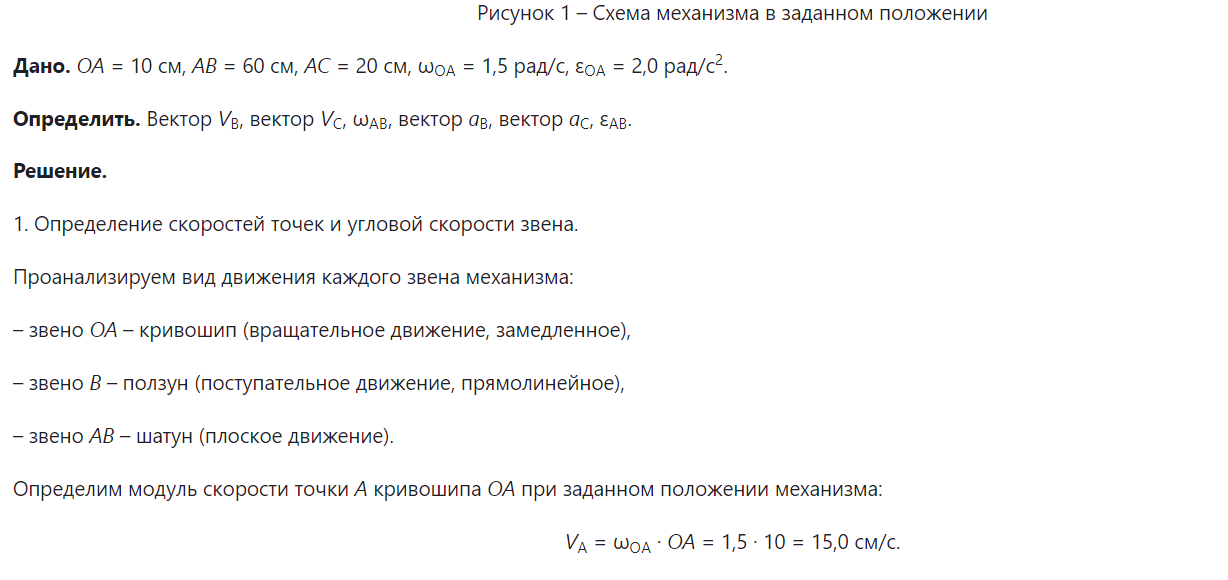 Рисунок 1 – Схема механизма в заданном положении
Дано. OA = 10 см, AB = 60 см, AC = 20 см, ωOA = 1,5 рад/с, εOA = 2,0 рад/с².
Определить. Вектор VB, вектор VC, ωAB, вектор aB, вектор aC, εAB.
Решение.
1. Определение скоростей точек и угловой скорости звена.
Проанализируем вид движения каждого звена механизма:
– звено OA – кривошип (вращательное движение, замедленное),
– звено B – ползун (поступательное движение, прямолинейное),
– звено AB – шатун (плоское движение).
Определим модуль скорости точки A кривошипа OA при заданном положении механизма:
VA = ωOA · OA = 1,5 · 10 = 15,0 см/с.